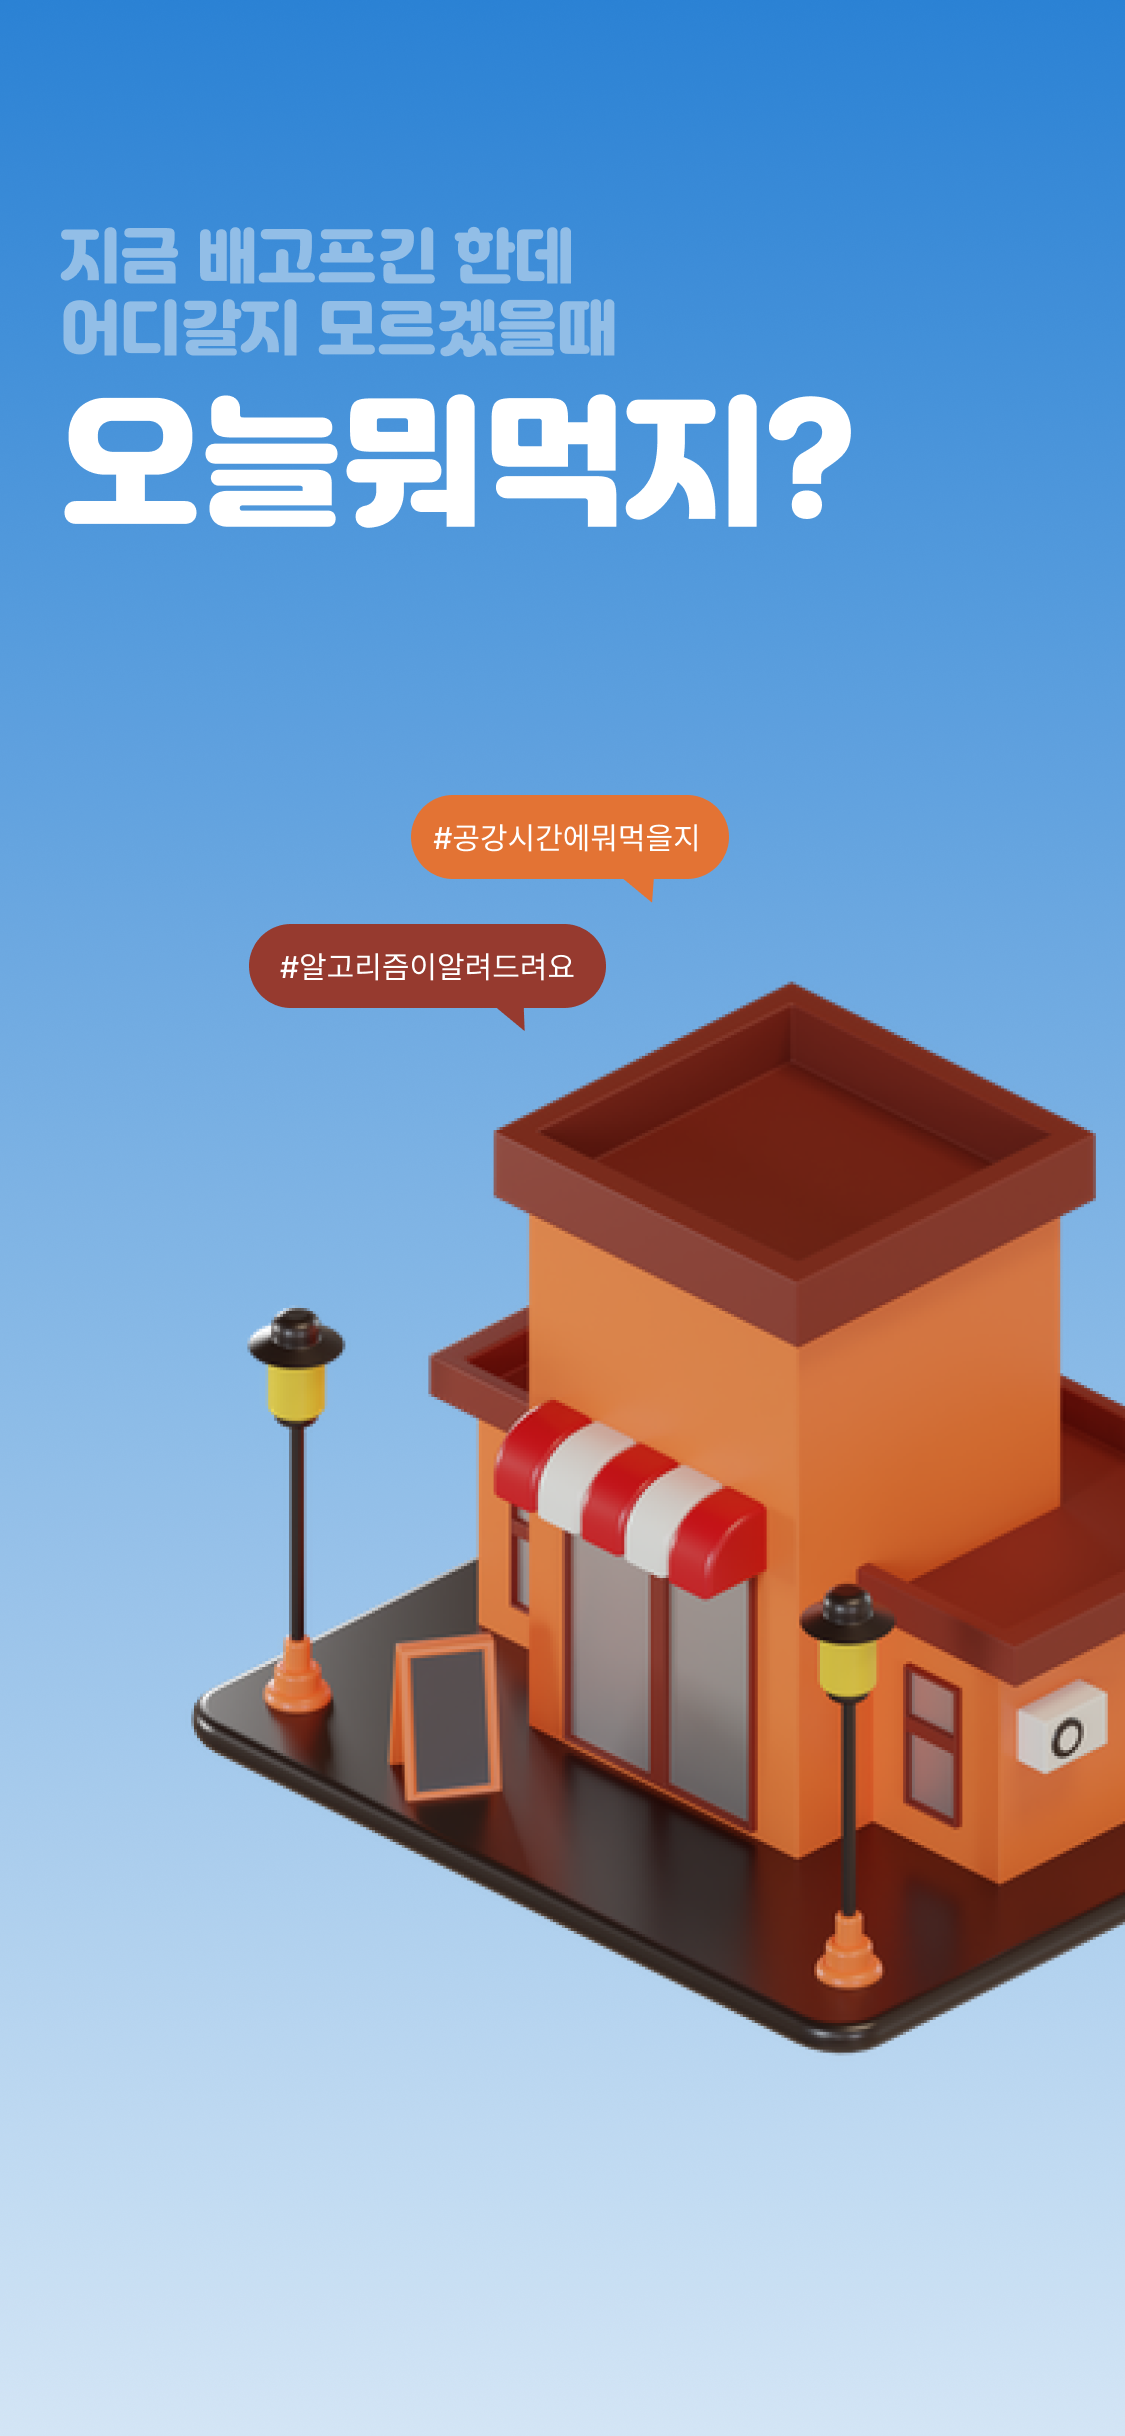 지금 배고프긴 한데
어디갈지 모르겠을때
오늘뭐먹지?
#공강시간에뭐먹을지
#알고리즘이알려드려요